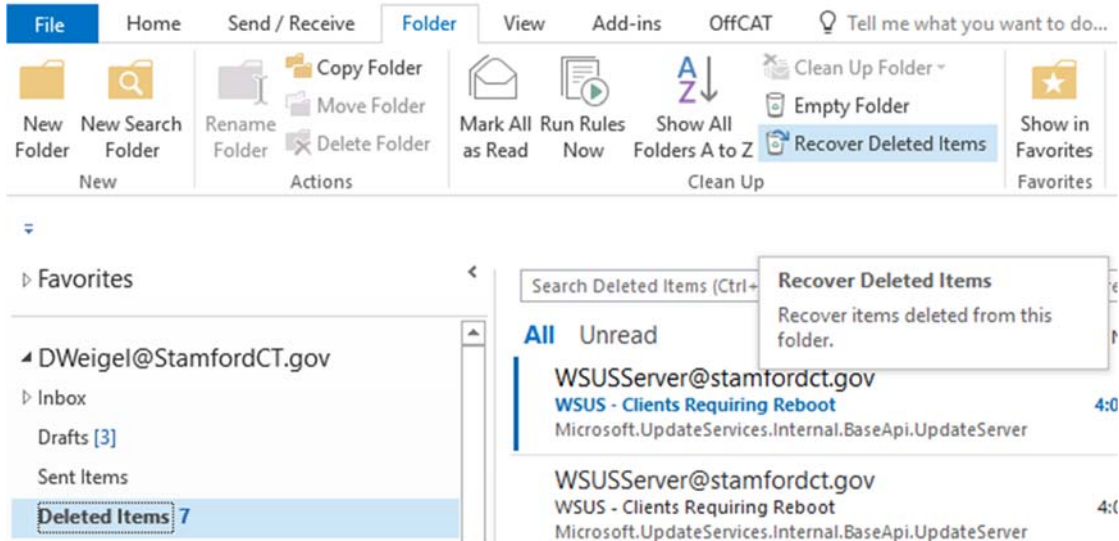 File Home Send / Receive Folder View Add-ins OffCAT Tell me what you want to do...
New Folder
New Search Folder
Rename Folder
Copy Folder
Move Folder
Delete Folder
Mark All as Read
Run Rules Now
Show All Folders A to Z
Clean Up Folder
Empty Folder
Recover Deleted Items
Show in Favorites
New Actions Clean Up Favorites
Favorites
DWeigel@StamfordCT.gov
Inbox
Drafts [3]
Sent Items
Deleted Items 7
Search Deleted Items (Ctrl+
Recover Deleted Items
Recover items deleted from this
folder.
All Unread
WSUSServer@stamfordct.gov
WSUS - Clients Requiring Reboot 4:0
Microsoft.UpdateServices.Internal.BaseApi.UpdateServer
WSUSServer@stamfordct.gov
WSUS - Clients Requiring Reboot 4:0
Microsoft.UpdateServices.Internal.BaseApi.UpdateServer